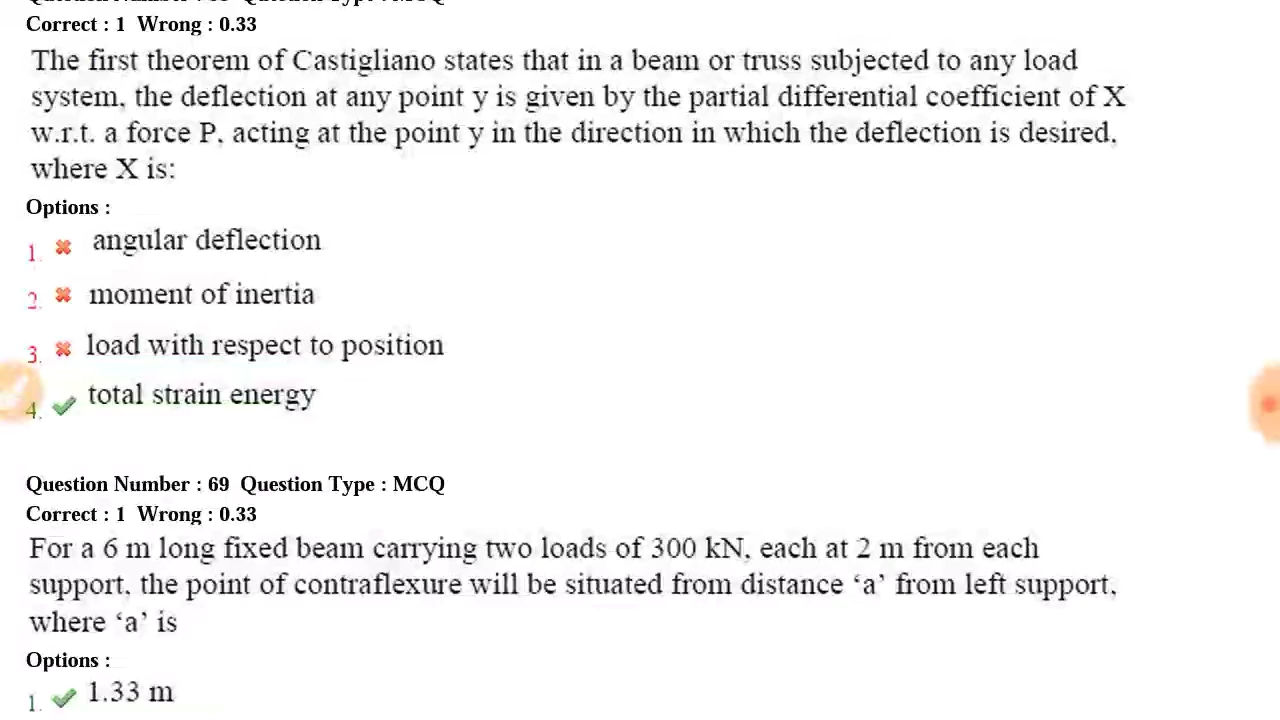 Correct : 1 Wrong : 0.33
The first theorem of Castigliano states that in a beam or truss subjected to any load
system, the deflection at any point y is given by the partial differential coefficient of X
w.r.t. a force P, acting at the point y in the direction in which the deflection is desired,
where X is:
Options :
1. angular deflection
2. moment of inertia
3. load with respect to position
4. total strain energy
Question Number : 69 Question Type : MCQ
Correct : 1 Wrong : 0.33
For a 6 m long fixed beam carrying two loads of 300 kN, each at 2 m from each
support, the point of contraflexure will be situated from distance ‘a’ from left support,
where ‘a’ is
Options :
1. 1.33 m